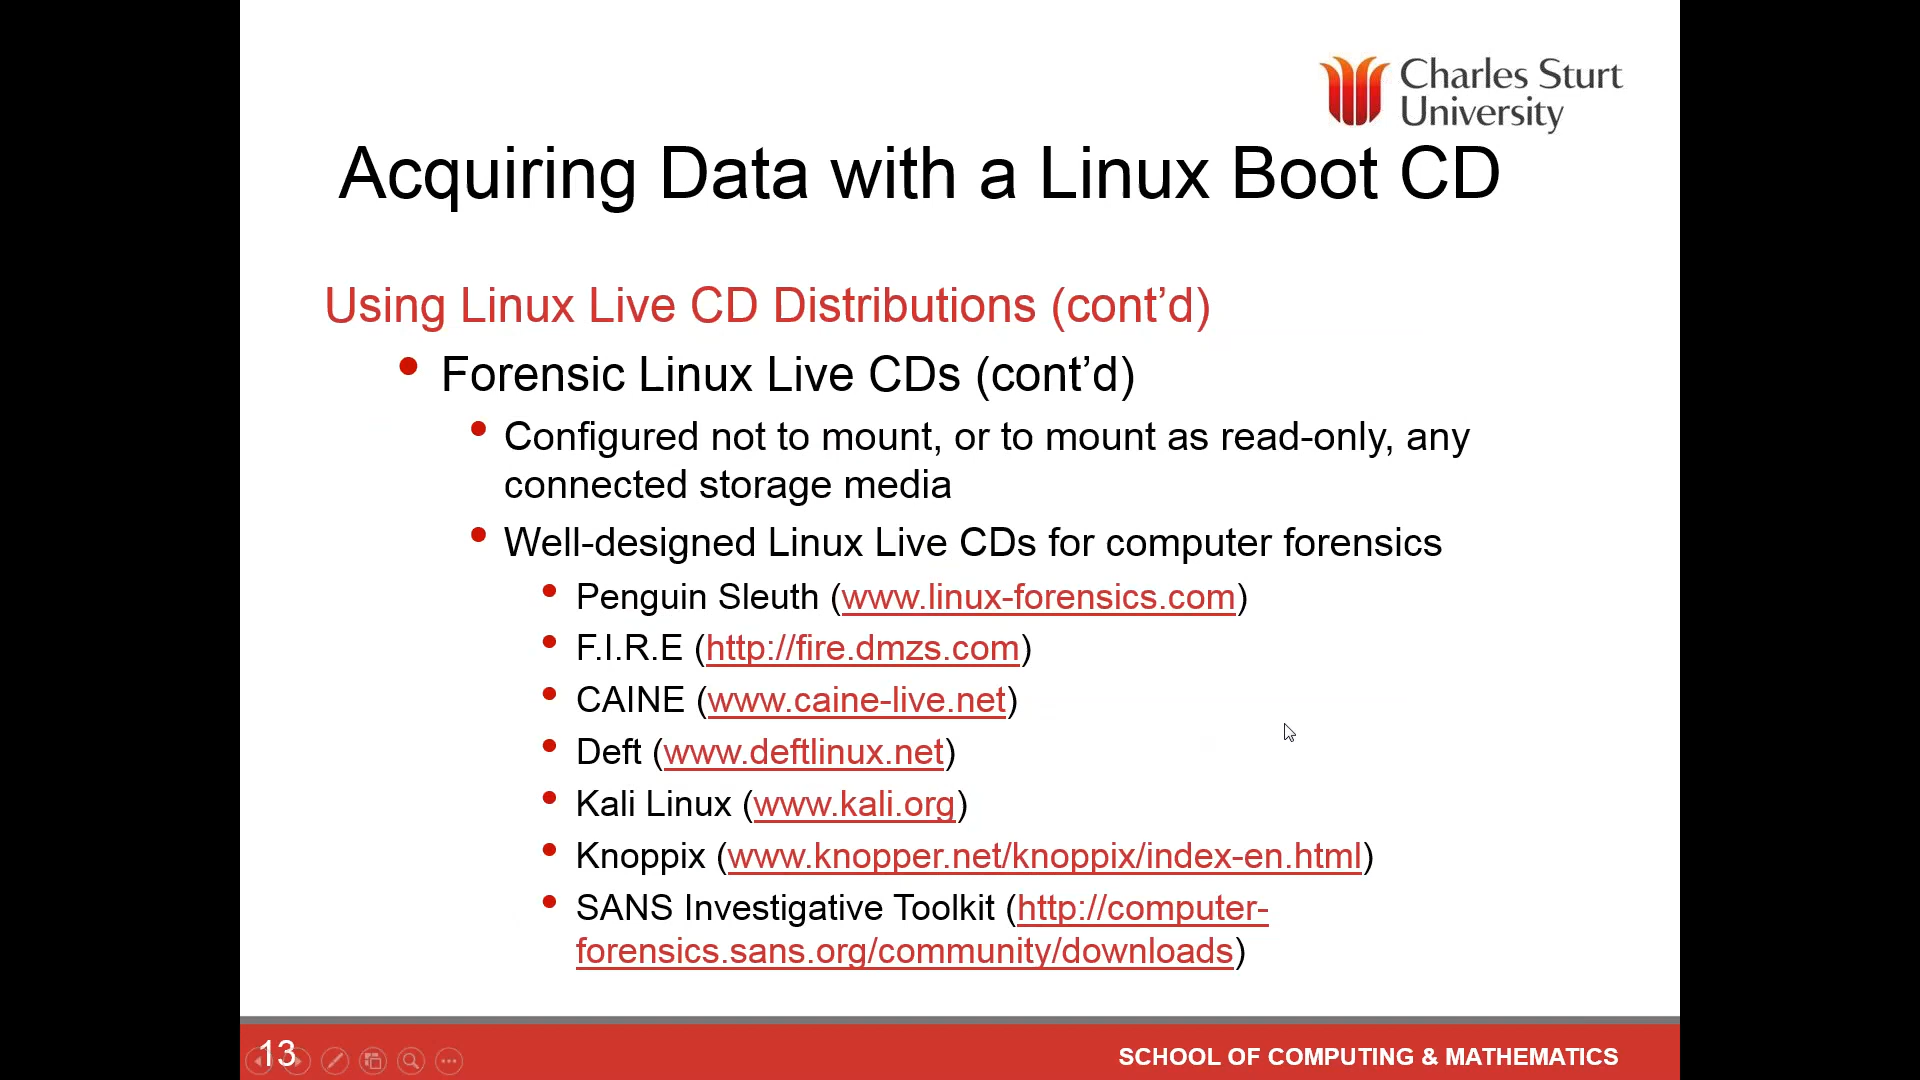 Charles Sturt
University
Acquiring Data with a Linux Boot CD
Using Linux Live CD Distributions (cont’d)
Forensic Linux Live CDs (cont’d)
Configured not to mount, or to mount as read-only, any
connected storage media
Well-designed Linux Live CDs for computer forensics
Penguin Sleuth (www.linux-forensics.com)
F.I.R.E (http://fire.dmzs.com)
CAINE (www.caine-live.net)
Deft (www.deftlinux.net)
Kali Linux (www.kali.org)
Knoppix (www.knopper.net/knoppix/index-en.html)
SANS Investigative Toolkit (http://computer-
forensics.sans.org/community/downloads)
13
SCHOOL OF COMPUTING & MATHEMATICS